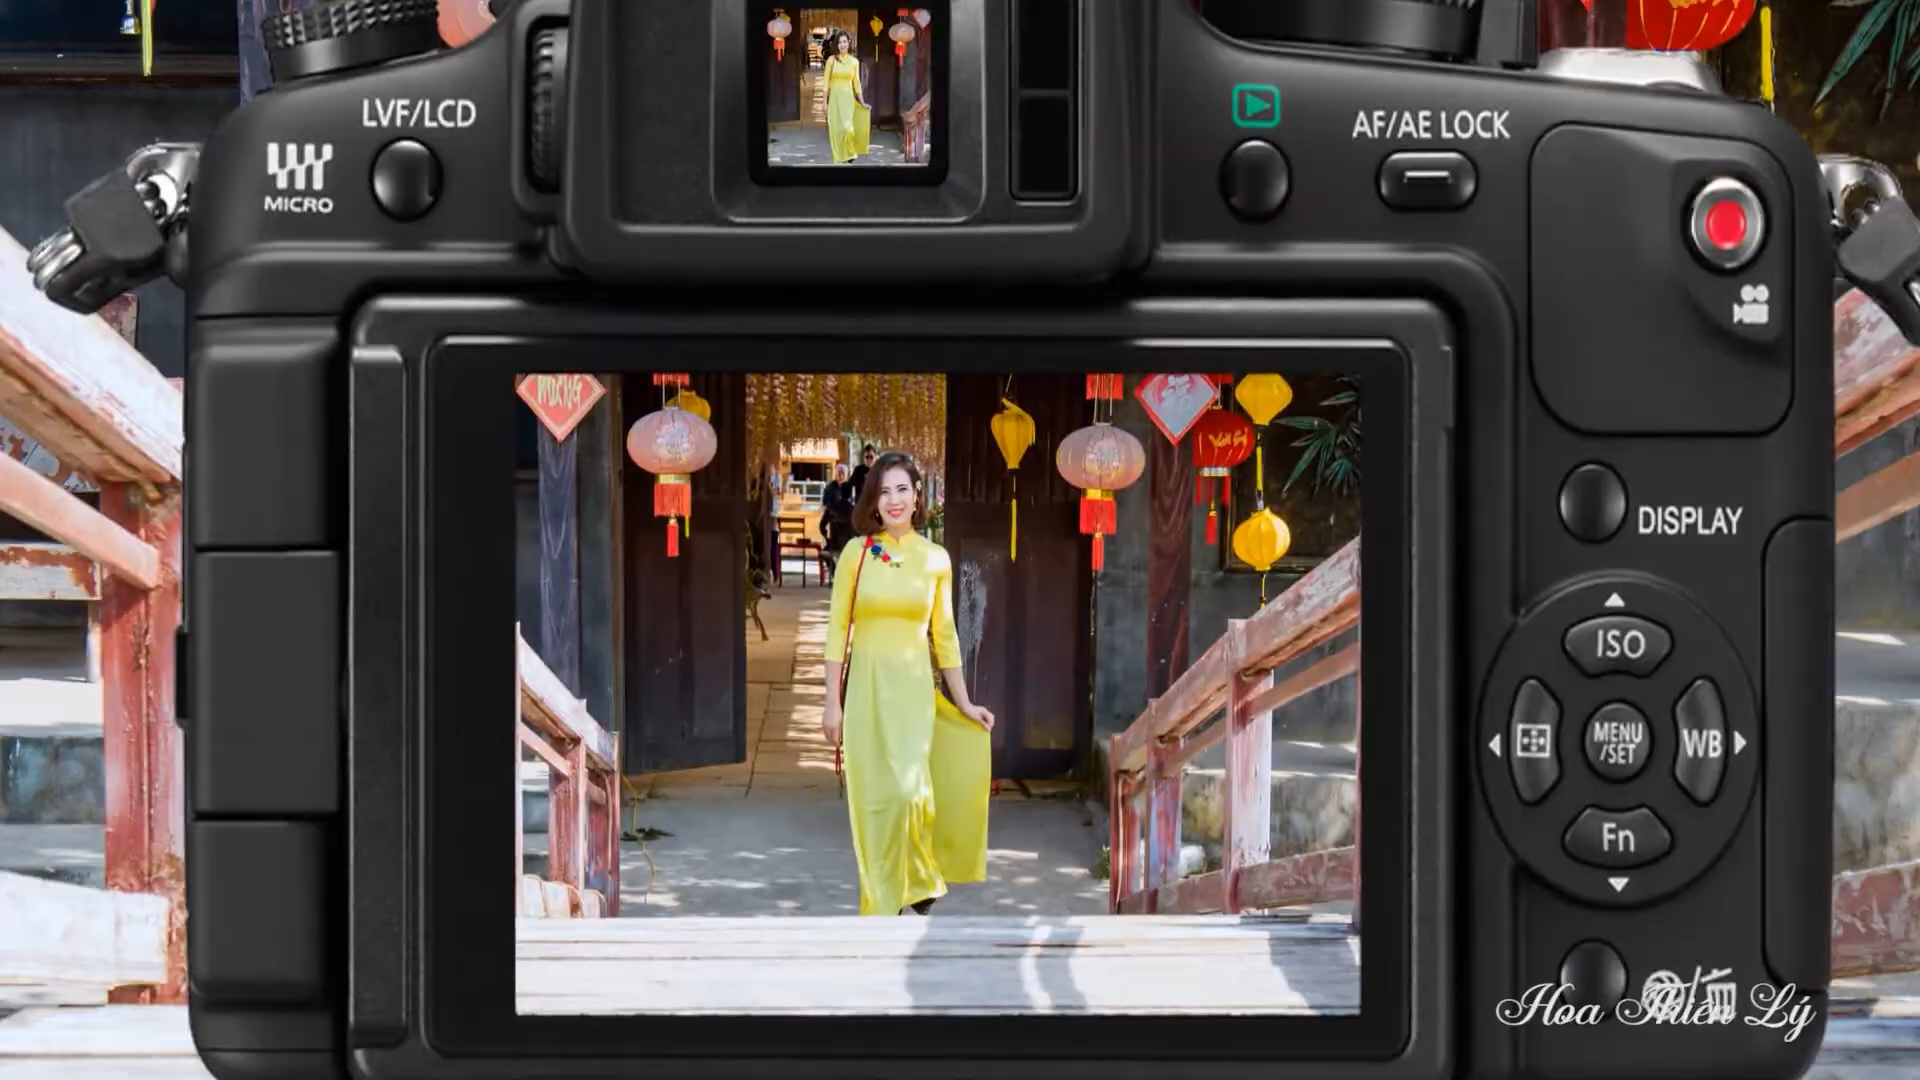 LVF/LCD
MICRO
AF/AE LOCK
DISPLAY
ISO
MENU
/SET
WB
Fn
Hoa Thiên Lý